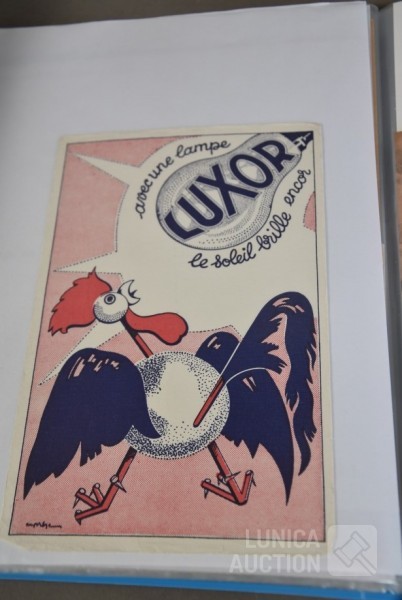 avec une lampe
LUXOR
le soleil brille encor
LUNICA
AUCTION